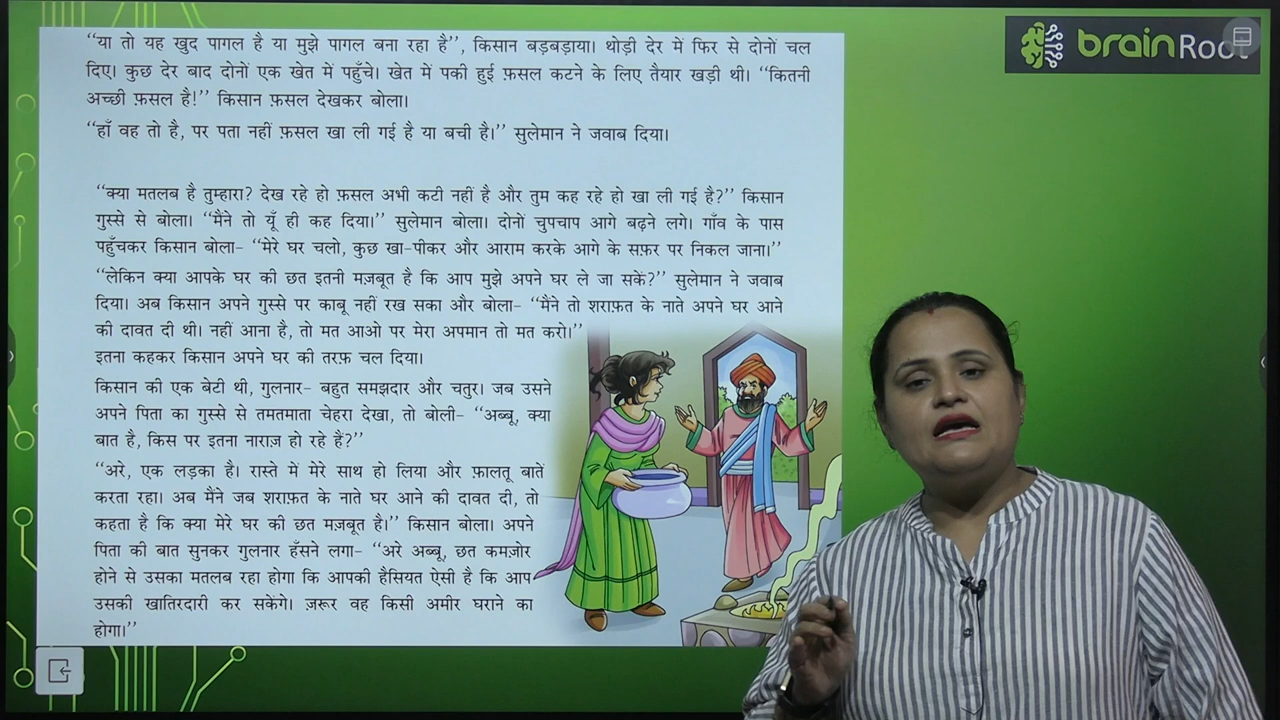 brainRoot
“या तो यह खुद पागल है या मुझे पागल बना रहा है”, किसान बड़बड़ाया। थोड़ी देर में फिर से दोनों चल
दिए। कुछ देर बाद दोनों एक खेत में पहुँचे। खेत में पकी हुई फ़सल कटने के लिए तैयार खड़ी थी। “कितनी
अच्छी फ़सल है!” किसान फ़सल देखकर बोला।
“हाँ वह तो है, पर पता नहीं फ़सल खा ली गई है या बची है।” सुलेमान ने जवाब दिया।
“क्या मतलब है तुम्हारा? देख रहे हो फ़सल अभी कटी नहीं है और तुम कह रहे हो खा ली गई है?” किसान
गुस्से से बोला। “मैंने तो यूँ ही कह दिया।” सुलेमान बोला। दोनों चुपचाप आगे बढ़ने लगे। गाँव के पास
पहुँचकर किसान बोला– “मेरे घर चलो, कुछ खा-पीकर और आराम करके आगे के सफ़र पर निकल जाना।”
“लेकिन क्या आपके घर की छत इतनी मज़बूत है कि आप मुझे अपने घर ले जा सकें?” सुलेमान ने जवाब
दिया। अब किसान अपने गुस्से पर काबू नहीं रख सका और बोला– “मैंने तो शराफ़त के नाते अपने घर आने
की दावत दी थी। नहीं आना है, तो मत आओ पर मेरा अपमान तो मत करो।”
इतना कहकर किसान अपने घर की तरफ़ चल दिया।
किसान की एक बेटी थी, गुलनार– बहुत समझदार और चतुर। जब उसने
अपने पिता का गुस्से से तमतमाता चेहरा देखा, तो बोली– “अब्बू, क्या
बात है, किस पर इतना नाराज़ हो रहे हैं?”
“अरे, एक लड़का है। रास्ते में मेरे साथ हो लिया और फ़ालतू बातें
करता रहा। अब मैंने जब शराफ़त के नाते घर आने की दावत दी, तो
कहता है कि क्या मेरे घर की छत मज़बूत है।” किसान बोला। अपने
पिता की बात सुनकर गुलनार हँसने लगा– “अरे अब्बू, छत कमज़ोर
होने से उसका मतलब रहा होगा कि आपकी हैसियत ऐसी है कि आप
उसकी खातिरदारी कर सकेंगे। ज़रूर वह किसी अमीर घराने का
होगा।”